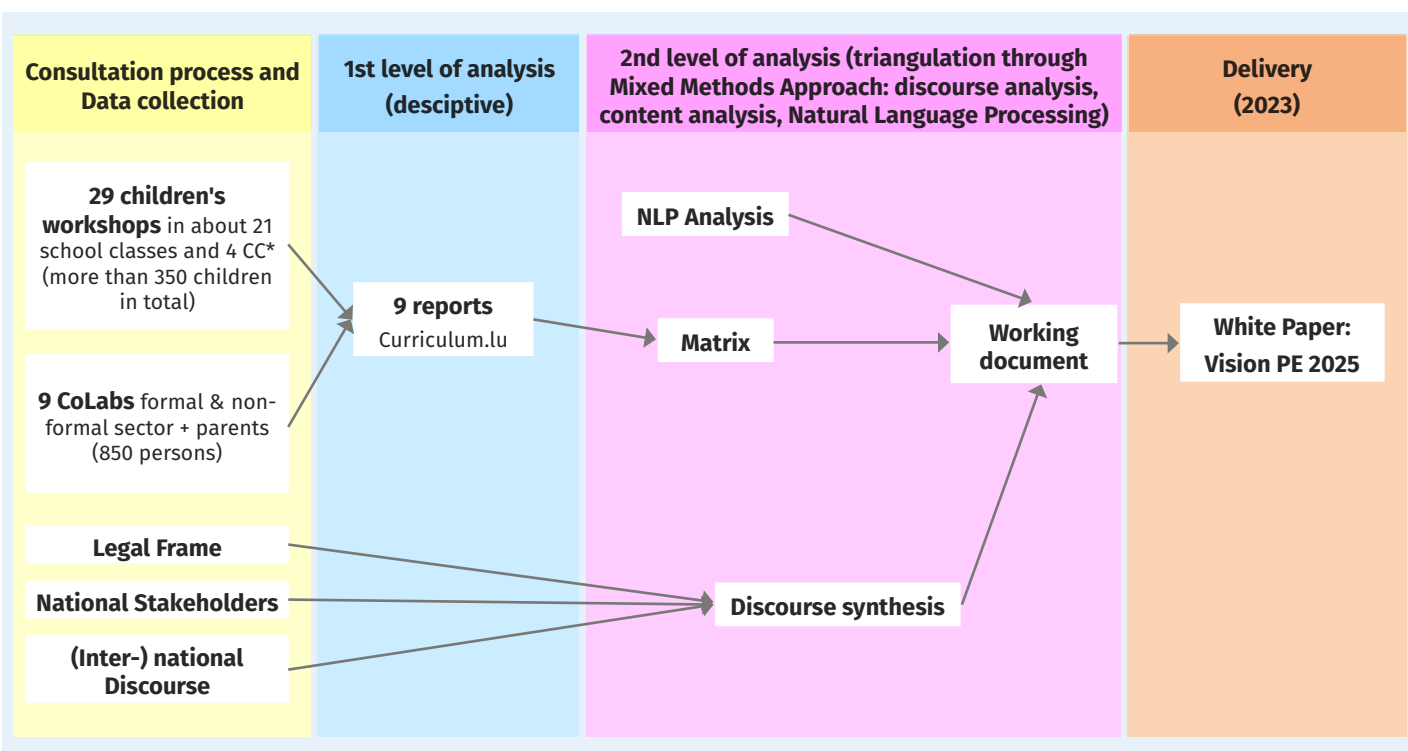 Consultation process and
Data collection
1st level of analysis
(desciptive)
2nd level of analysis (triangulation through
Mixed Methods Approach: discourse analysis,
content analysis, Natural Language Processing)
Delivery
(2023)
29 children's
workshops in about 21
school classes and 4 CC*
(more than 350 children
in total)
9 CoLabs formal & non-
formal sector + parents
(850 persons)
Legal Frame
National Stakeholders
(Inter-) national
Discourse
9 reports
Curriculum.lu
NLP Analysis
Matrix
Discourse synthesis
Working
document
White Paper:
Vision PE 2025